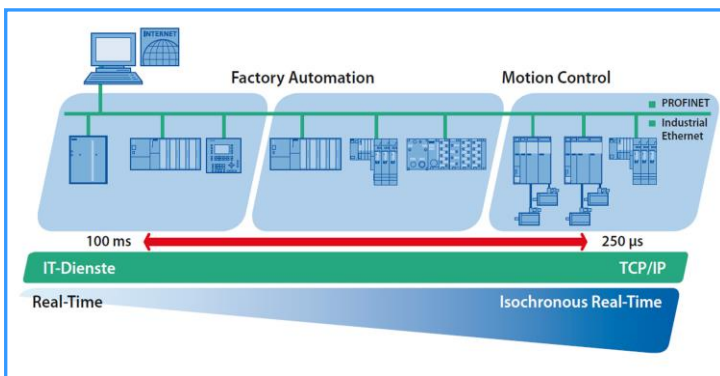 INTERNET
Factory Automation
Motion Control
PROFINET
Industrial
Ethernet
100 ms
250 µs
IT-Dienste
TCP/IP
Real-Time
Isochronous Real-Time